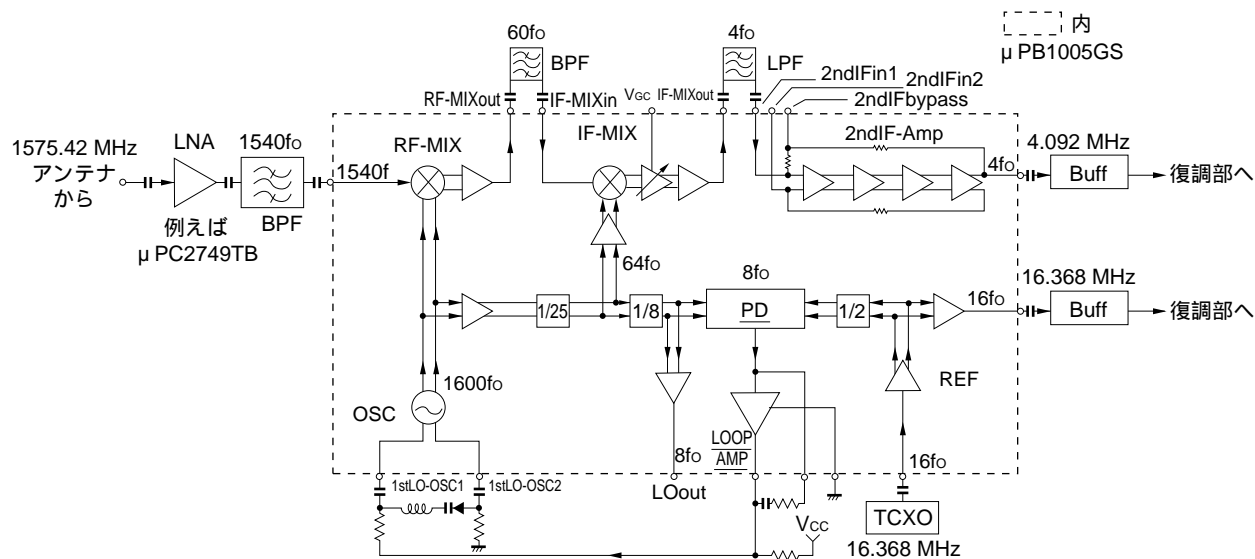 60fo
BPF
4fo
LPF
内
μPB1005GS
2ndIFin1
2ndIFin2
2ndIFbypass
RF-MIXout
IF-MIXin
VGC
IF-MIXout
LNA
1540fo
RF-MIX
IF-MIX
2ndIF-Amp
4.092 MHz
1575.42 MHz
アンテナ
から
1540f
4fo
Buff
復調部へ
例えば
μPC2749TB
BPF
64fo
8fo
16.368 MHz
1/25
1/8
PD
1/2
16fo
Buff
復調部へ
REF
1600fo
OSC
LOOP
AMP
8fo
16fo
1stLO-OSC1
1stLO-OSC2
LOout
VCC
TCXO
16.368 MHz